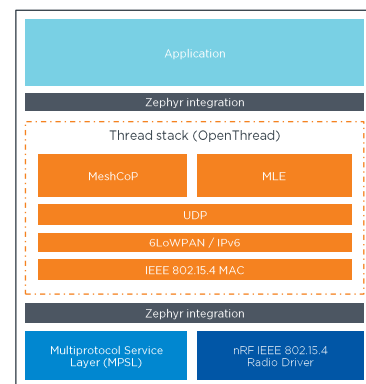 Application
Zephyr integration
Thread stack (OpenThread)
MeshCoP
MLE
UDP
6LoWPAN / IPv6
IEEE 802.15.4 MAC
Zephyr integration
Multiprotocol Service
Layer (MPSL)
nRF IEEE 802.15.4
Radio Driver